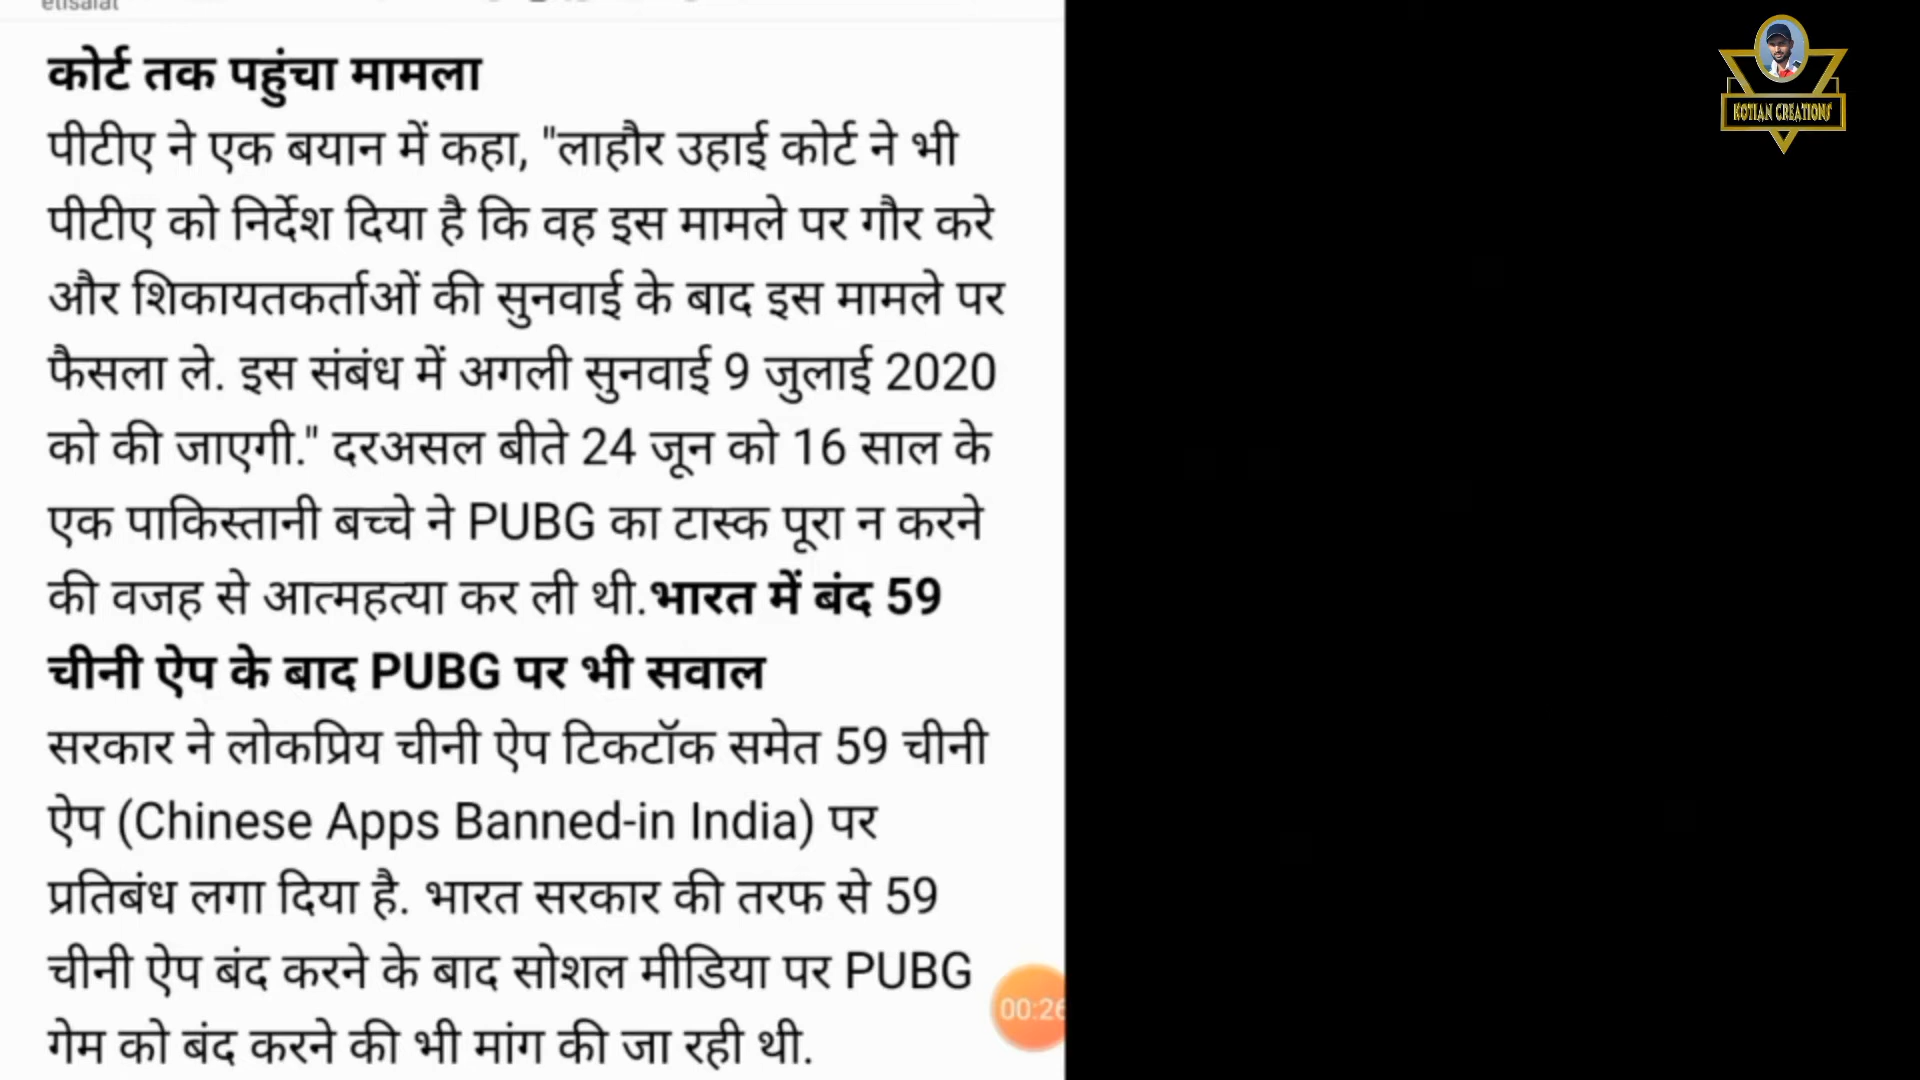 etisalat
कोर्ट तक पहुंचा मामला
पीटीए ने एक बयान में कहा, "लाहौर उहाई कोर्ट ने भी
पीटीए को निर्देश दिया है कि वह इस मामले पर गौर करे
और शिकायतकर्ताओं की सुनवाई के बाद इस मामले पर
फैसला ले. इस संबंध में अगली सुनवाई 9 जुलाई 2020
को की जाएगी." दरअसल बीते 24 जून को 16 साल के
एक पाकिस्तानी बच्चे ने PUBG का टास्क पूरा न करने
की वजह से आत्महत्या कर ली थी.भारत में बंद 59
चीनी ऐप के बाद PUBG पर भी सवाल
सरकार ने लोकप्रिय चीनी ऐप टिकटॉक समेत 59 चीनी
ऐप (Chinese Apps Banned-in India) पर
प्रतिबंध लगा दिया है. भारत सरकार की तरफ से 59
चीनी ऐप बंद करने के बाद सोशल मीडिया पर PUBG
गेम को बंद करने की भी मांग की जा रही थी.
00:26
KOTIAN CREATIONS